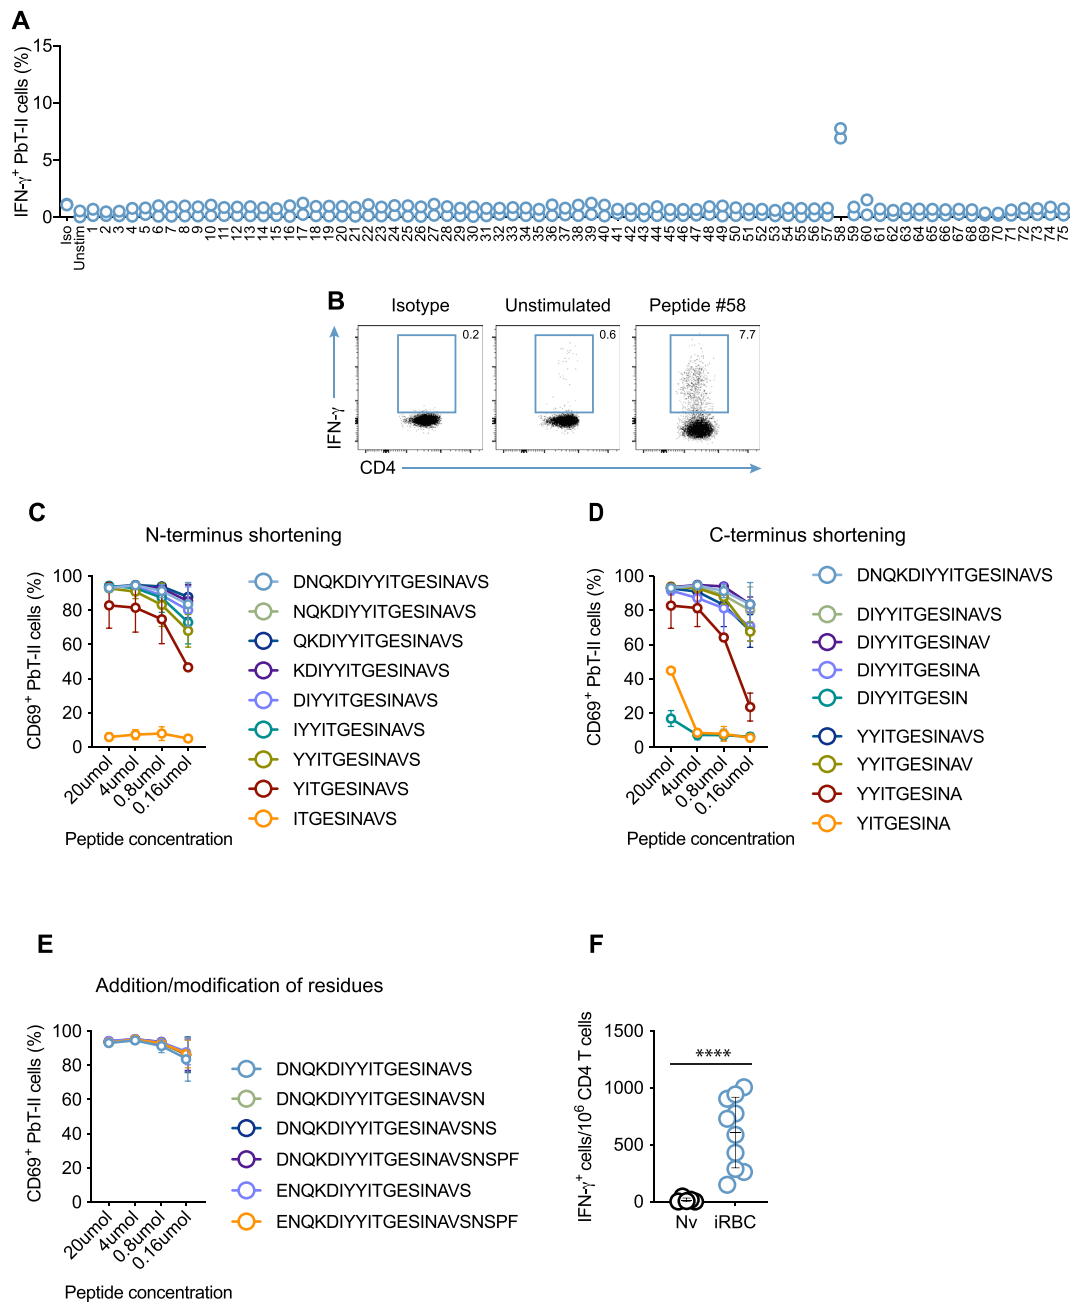 A
IFN-γ+ PbT-II cells (%)
15
10
5
0
Iso Unstim 1 2 3 4 5 6 7 8 9 10 11 12 13 14 15 16 17 18 19 20 21 22 23 24 25 26 27 28 29 30 31 32 33 34 35 36 37 38 39 40 41 42 43 44 45 46 47 48 49 50 51 52 53 54 55 56 57 58 59 60 61 62 63 64 65 66 67 68 69 70 71 72 73 74 75
B
Isotype Unstimulated Peptide #58
0.2 0.6 7.7
IFN-γ
CD4
C
N-terminus shortening
CD69+ PbT-II cells (%)
100
80
60
40
20
0
20umol 4umol 0.8umol 0.16umol
Peptide concentration
DNQKDIYYITGESINAVS
NQKDIYYITGESINAVS
QKDIYYITGESINAVS
KDIYYITGESINAVS
DIYYITGESINAVS
IYYITGESINAVS
YYITGESINAVS
YITGESINAVS
ITGESINAVS
D
C-terminus shortening
CD69+ PbT-II cells (%)
100
80
60
40
20
0
20umol 4umol 0.8umol 0.16umol
Peptide concentration
DNQKDIYYITGESINAVS
DIYYITGESINAVS
DIYYITGESINAV
DIYYITGESINA
DIYYITGESIN
YYITGESINAVS
YYITGESINAV
YYITGESINA
YITGESINA
E
Addition/modification of residues
CD69+ PbT-II cells (%)
100
80
60
40
20
0
20umol 4umol 0.8umol 0.16umol
Peptide concentration
DNQKDIYYITGESINAVS
DNQKDIYYITGESINAVSN
DNQKDIYYITGESINAVSNS
DNQKDIYYITGESINAVSNSPF
ENQKDIYYITGESINAVS
ENQKDIYYITGESINAVSNSPF
F
IFN-γ+ cells/10⁶ CD4 T cells
1500
1000
500
0
****
Nv iRBC